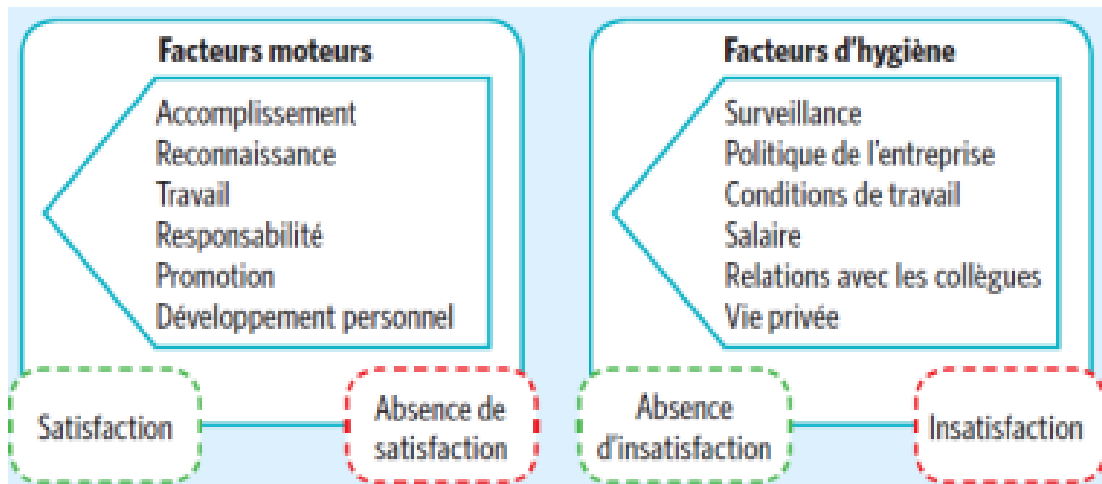 Facteurs moteurs
Accomplissement
Reconnaissance
Travail
Responsabilité
Promotion
Développement personnel
Satisfaction
Absence de
satisfaction
Facteurs d'hygiène
Surveillance
Politique de l'entreprise
Conditions de travail
Salaire
Relations avec les collègues
Vie privée
Absence
d'insatisfaction
Insatisfaction